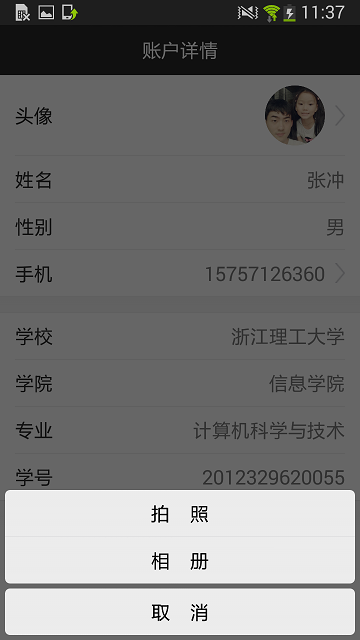 11:37
账户详情
头像
姓名 张冲
性别 男
手机 15757126360
学校 浙江理工大学
学院 信息学院
专业 计算机科学与技术
学号 2012329620055
拍 照
相 册
取 消